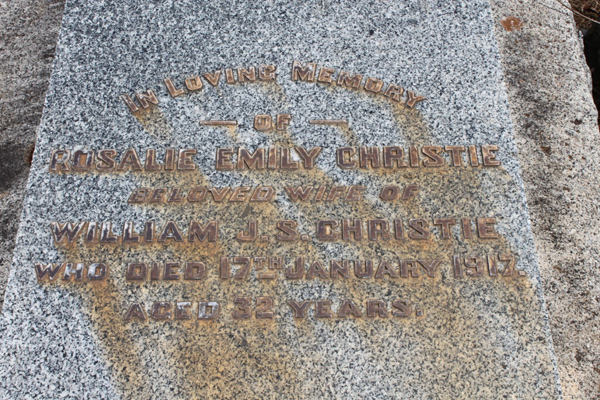 IN LOVING MEMORY
OF
ROSALIE EMILY CHRISTIE
BELOVED WIFE OF
WILLIAM J.S. CHRISTIE
WHO DIED 17TH JANUARY 1917.
AGED 32 YEARS.